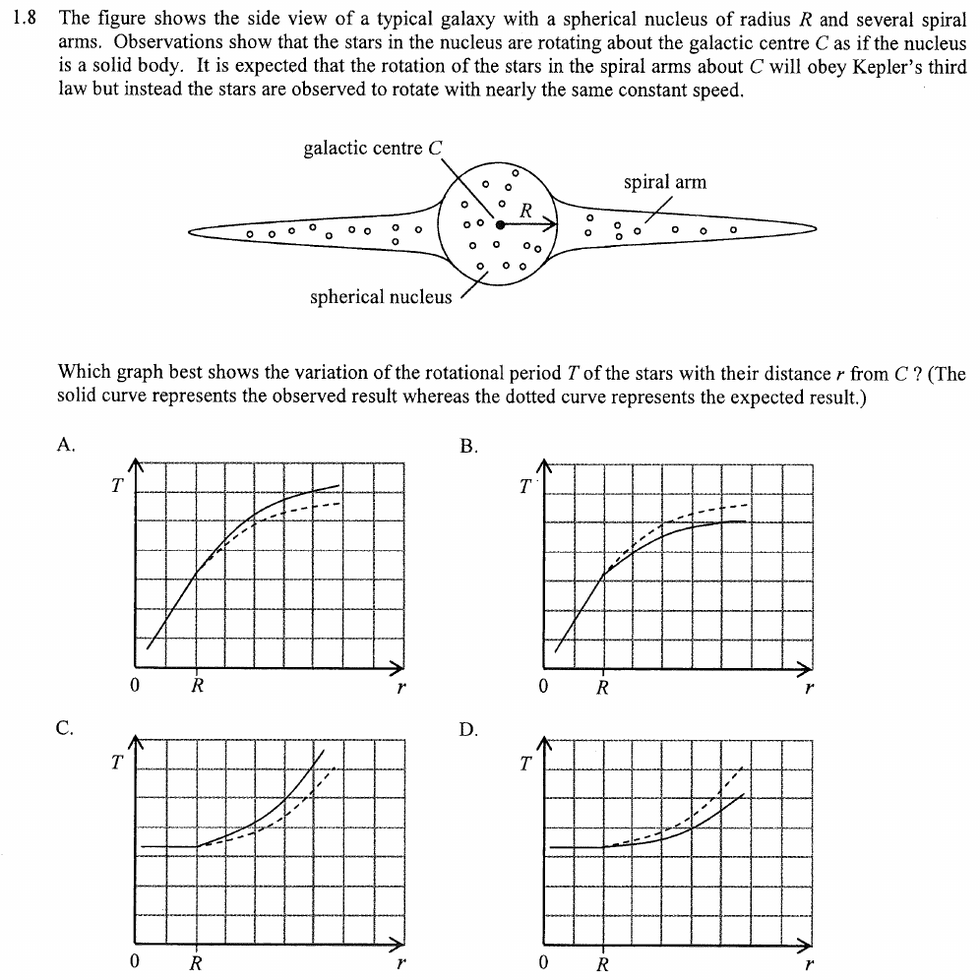 1.8 The figure shows the side view of a typical galaxy with a spherical nucleus of radius R and several spiral
arms. Observations show that the stars in the nucleus are rotating about the galactic centre C as if the nucleus
is a solid body. It is expected that the rotation of the stars in the spiral arms about C will obey Kepler's third
law but instead the stars are observed to rotate with nearly the same constant speed.
galactic centre C
spiral arm
R
spherical nucleus
Which graph best shows the variation of the rotational period T of the stars with their distance r from C ? (The
solid curve represents the observed result whereas the dotted curve represents the expected result.)
A. B.
T T
0 R r 0 R r
C. D.
T T
0 R r 0 R r